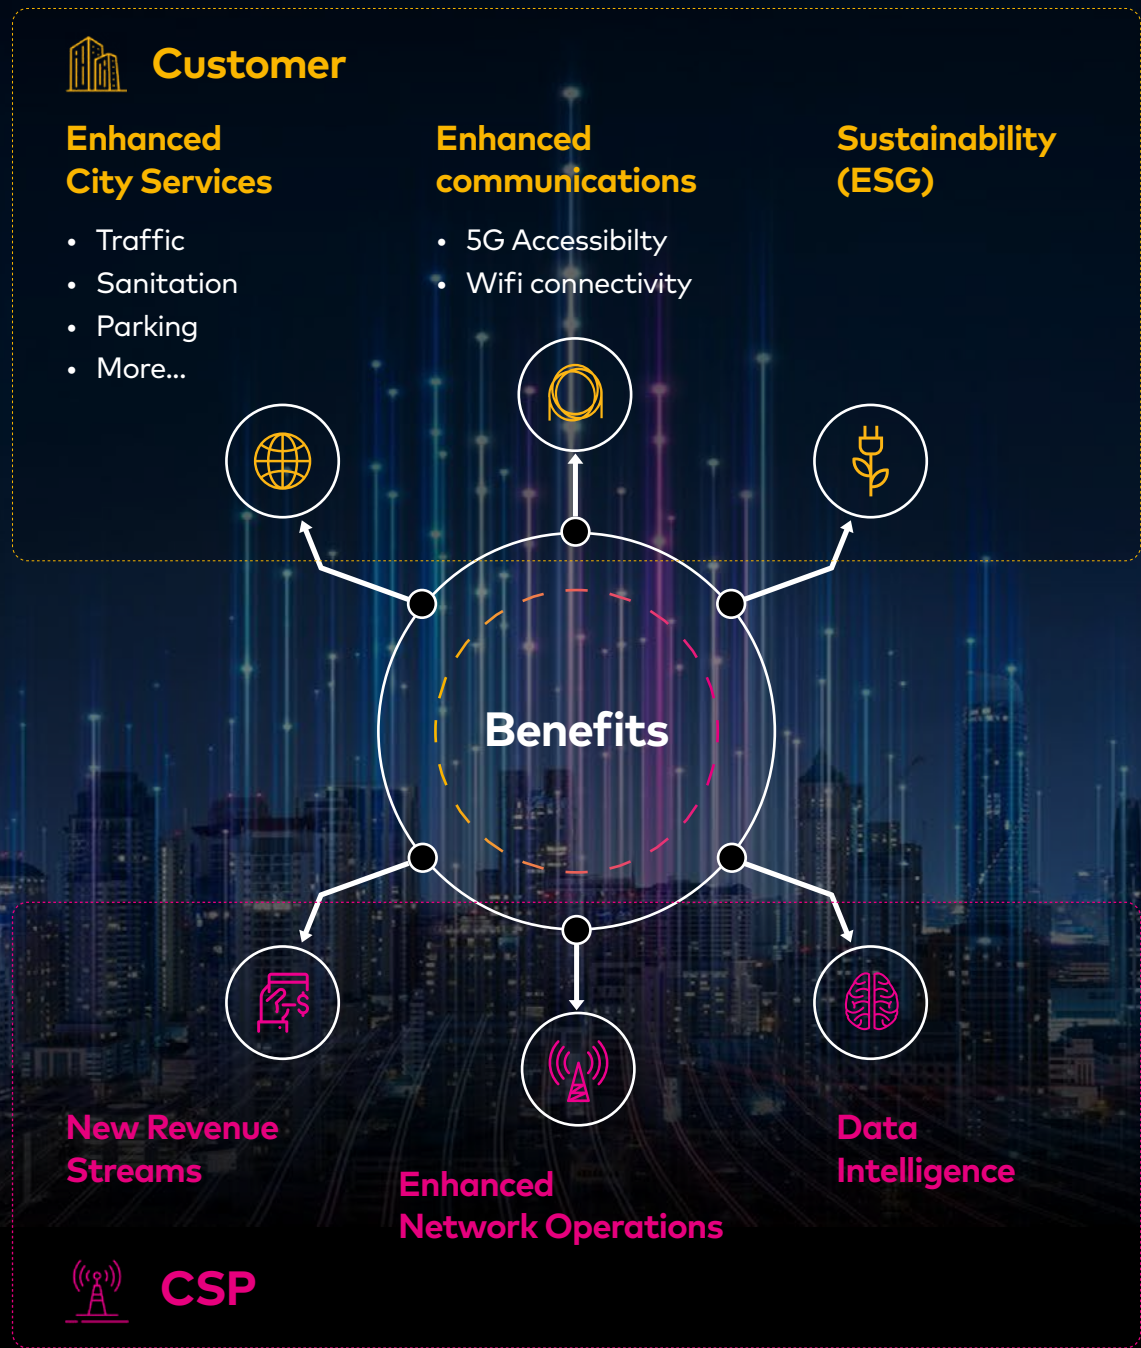 Customer
Enhanced
City Services
• Traffic
• Sanitation
• Parking
• More...
Enhanced
communications
• 5G Accessibilty
• Wifi connectivity
Sustainability
(ESG)
Benefits
New Revenue
Streams
Enhanced
Network Operations
Data
Intelligence
CSP